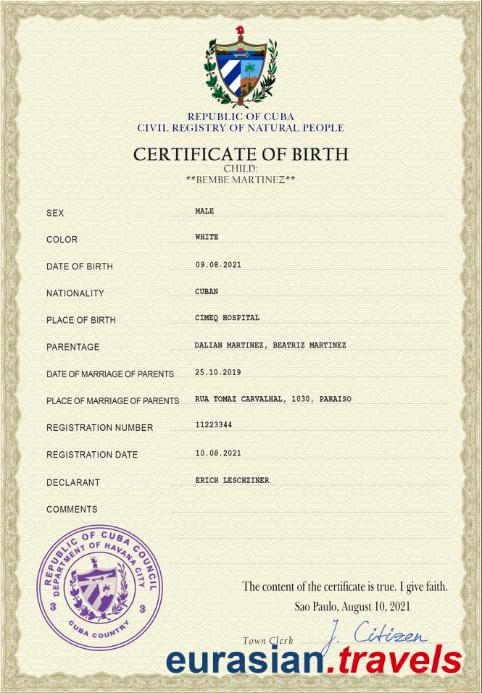 REPUBLIC OF CUBA
CIVIL REGISTRY OF NATURAL PEOPLE
CERTIFICATE OF BIRTH
CHILD:
**BEMBE MARTINEZ**
SEX MALE
COLOR WHITE
DATE OF BIRTH 09.08.2021
NATIONALITY CUBAN
PLACE OF BIRTH CIMEQ HOSPITAL
PARENTAGE DALIAN MARTINEZ, BEATRIZ MARTINEZ
DATE OF MARRIAGE OF PARENTS 25.10.2019
PLACE OF MARRIAGE OF PARENTS RUA TOMAZ CARVALHAL, 1030, PARAISO
REGISTRATION NUMBER 11223344
REGISTRATION DATE 10.08.2021
DECLARANT ERICH LESCHZINER
COMMENTS
REPUBLIC OF CUBA COUNCIL
DEPARTMENT OF HAVANA CITY
3 3
CUBA COUNTRY
The content of the certificate is true. I give faith.
Sao Paulo, August 10, 2021
Town Clerk J. Citizen
eurasian.travels